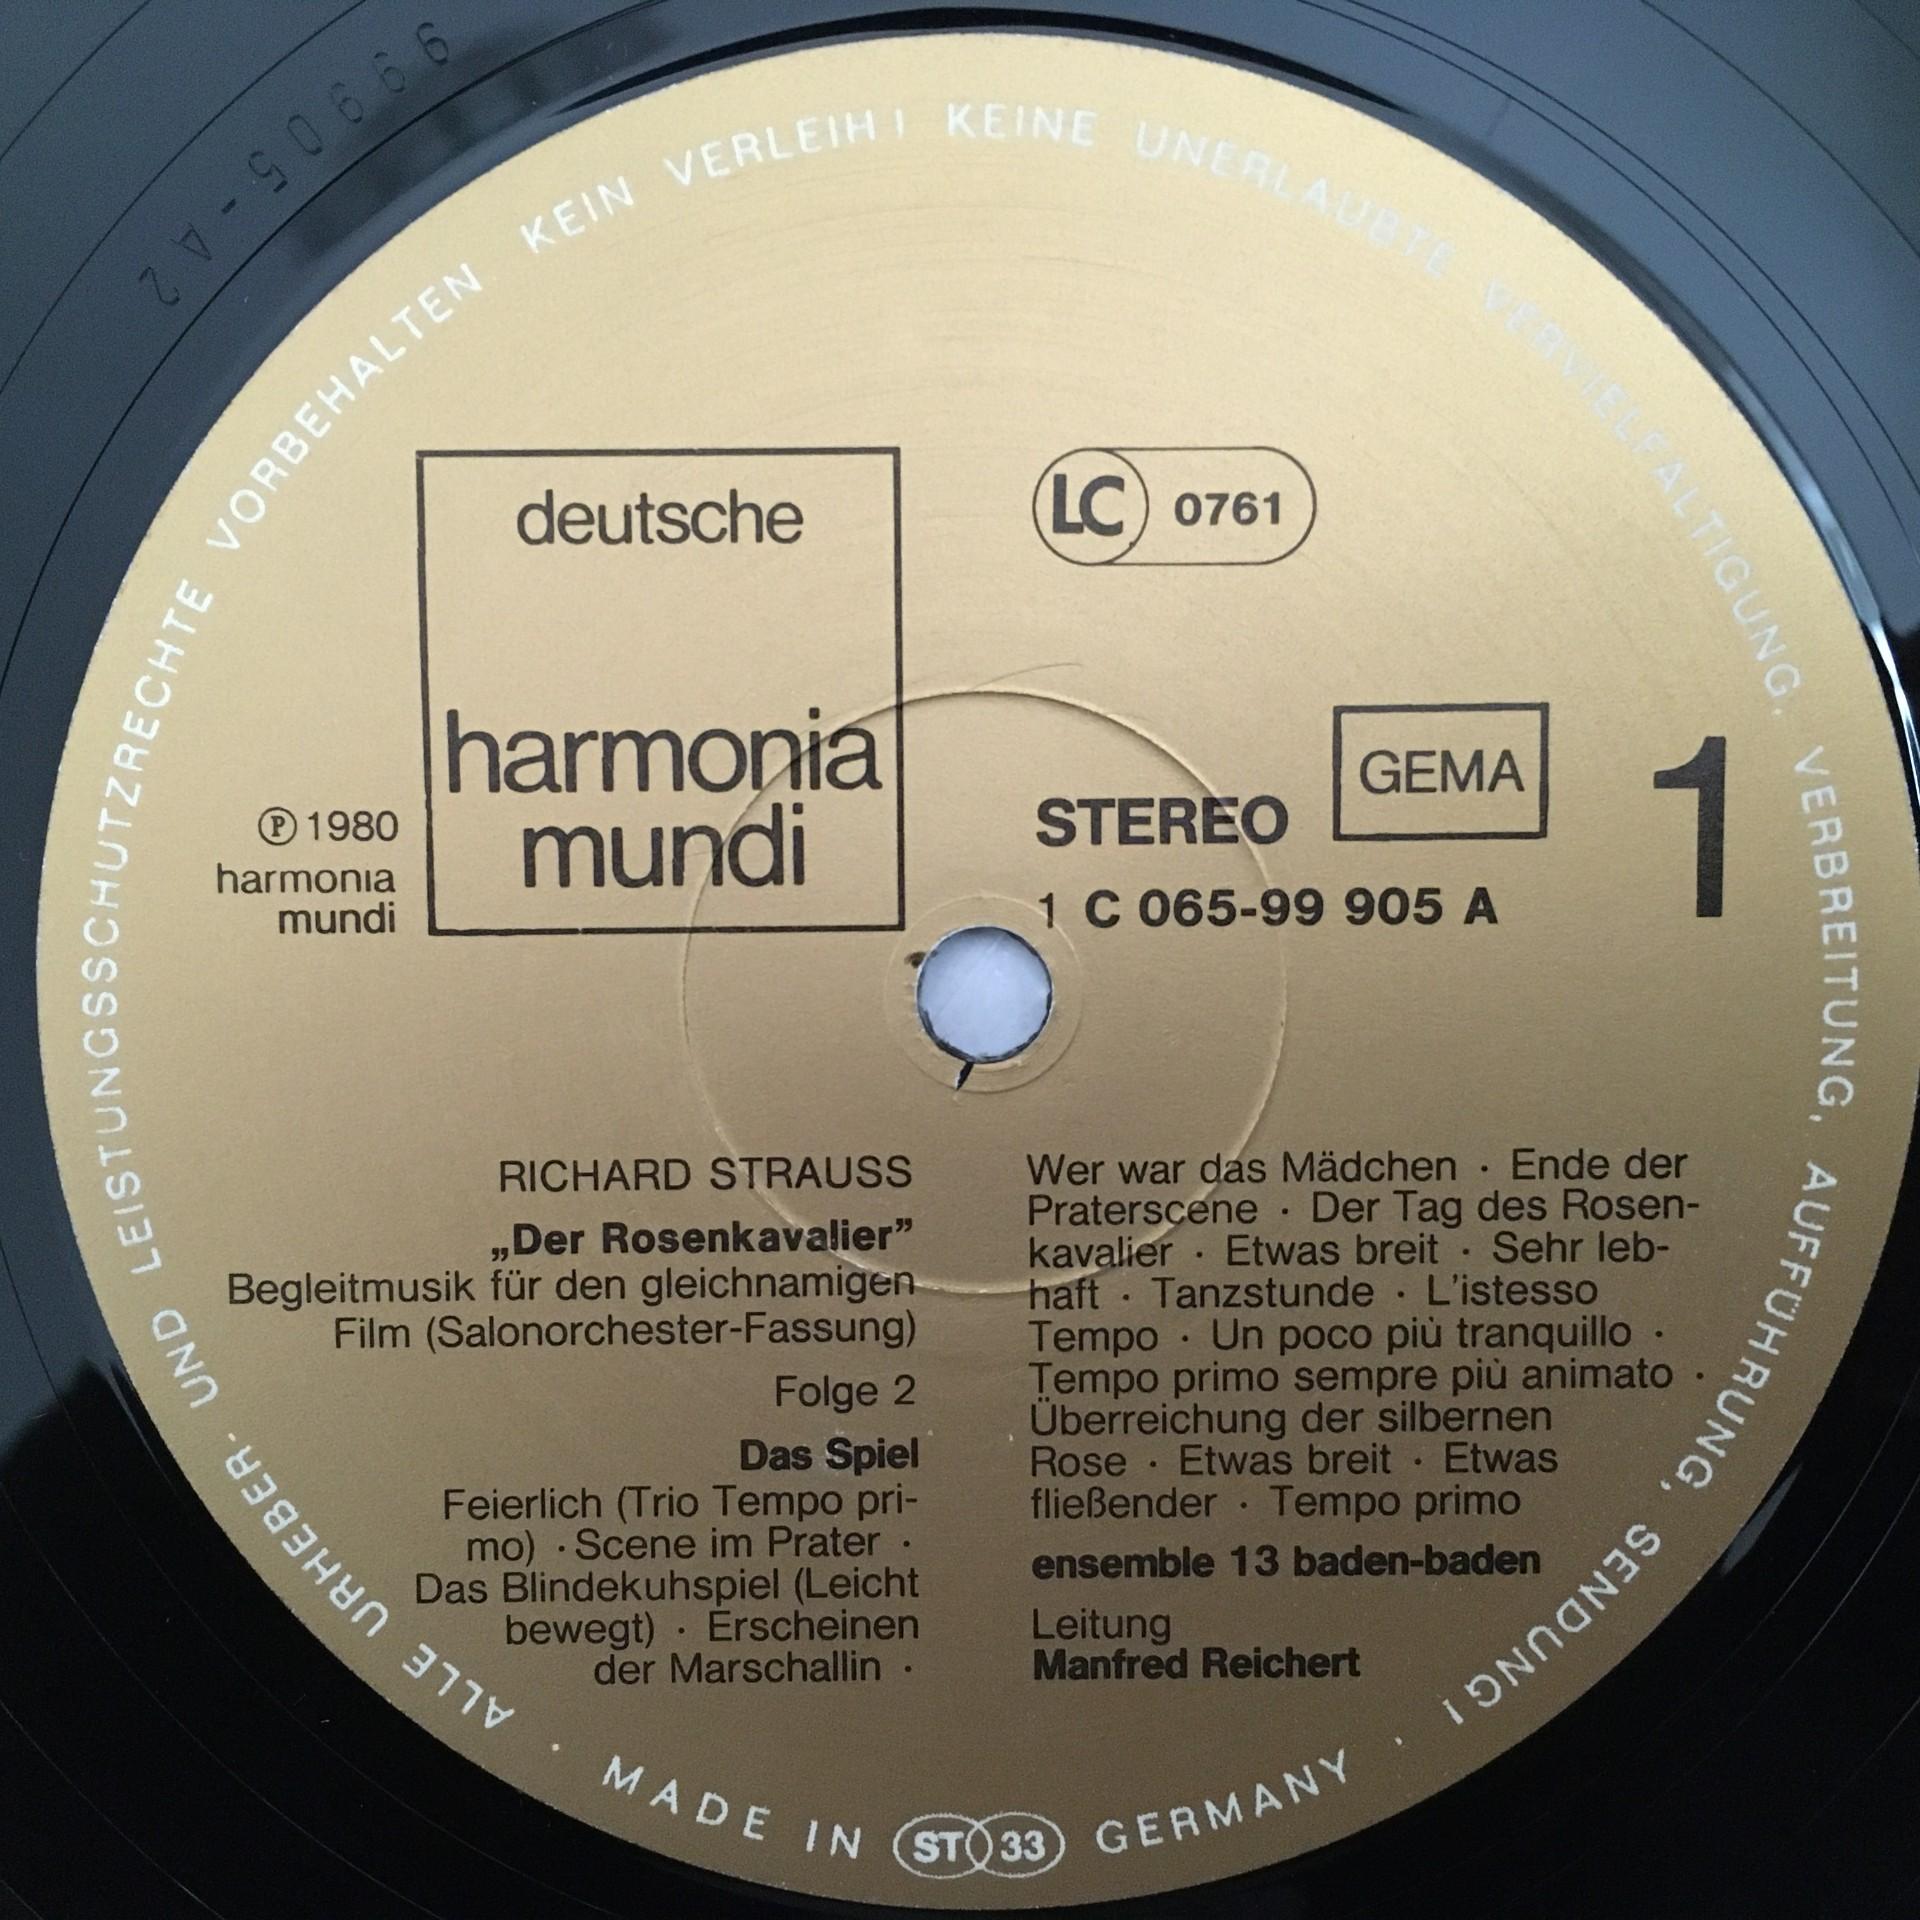 99905-A2
ALLE URHEBER- UND LEISTUNGSSCHUTZRECHTE VORBEHALTEN KEIN VERLEIH! KEINE UNERLAUBTE VERVIELFALTIGUNG, VERBREITUNG, AUFFÜHRUNG, SENDUNG!
deutsche
harmonia
mundi
LC 0761
℗ 1980
harmonia
mundi
GEMA
STEREO
1 C 065-99 905 A
1
RICHARD STRAUSS
„Der Rosenkavalier”
Begleitmusik für den gleichnamigen
Film (Salonorchester-Fassung)
Folge 2
Das Spiel
Feierlich (Trio Tempo pri-
mo) · Scene im Prater ·
Das Blindekuhspiel (Leicht
bewegt) · Erscheinen
der Marschallin ·
Wer war das Mädchen · Ende der
Praterscene · Der Tag des Rosen-
kavalier · Etwas breit · Sehr leb-
haft · Tanzstunde · L'istesso
Tempo · Un poco più tranquillo ·
Tempo primo sempre più animato ·
Überreichung der silbernen
Rose · Etwas breit · Etwas
fließender · Tempo primo
ensemble 13 baden-baden
Leitung
Manfred Reichert
· MADE IN ST 33 GERMANY ·